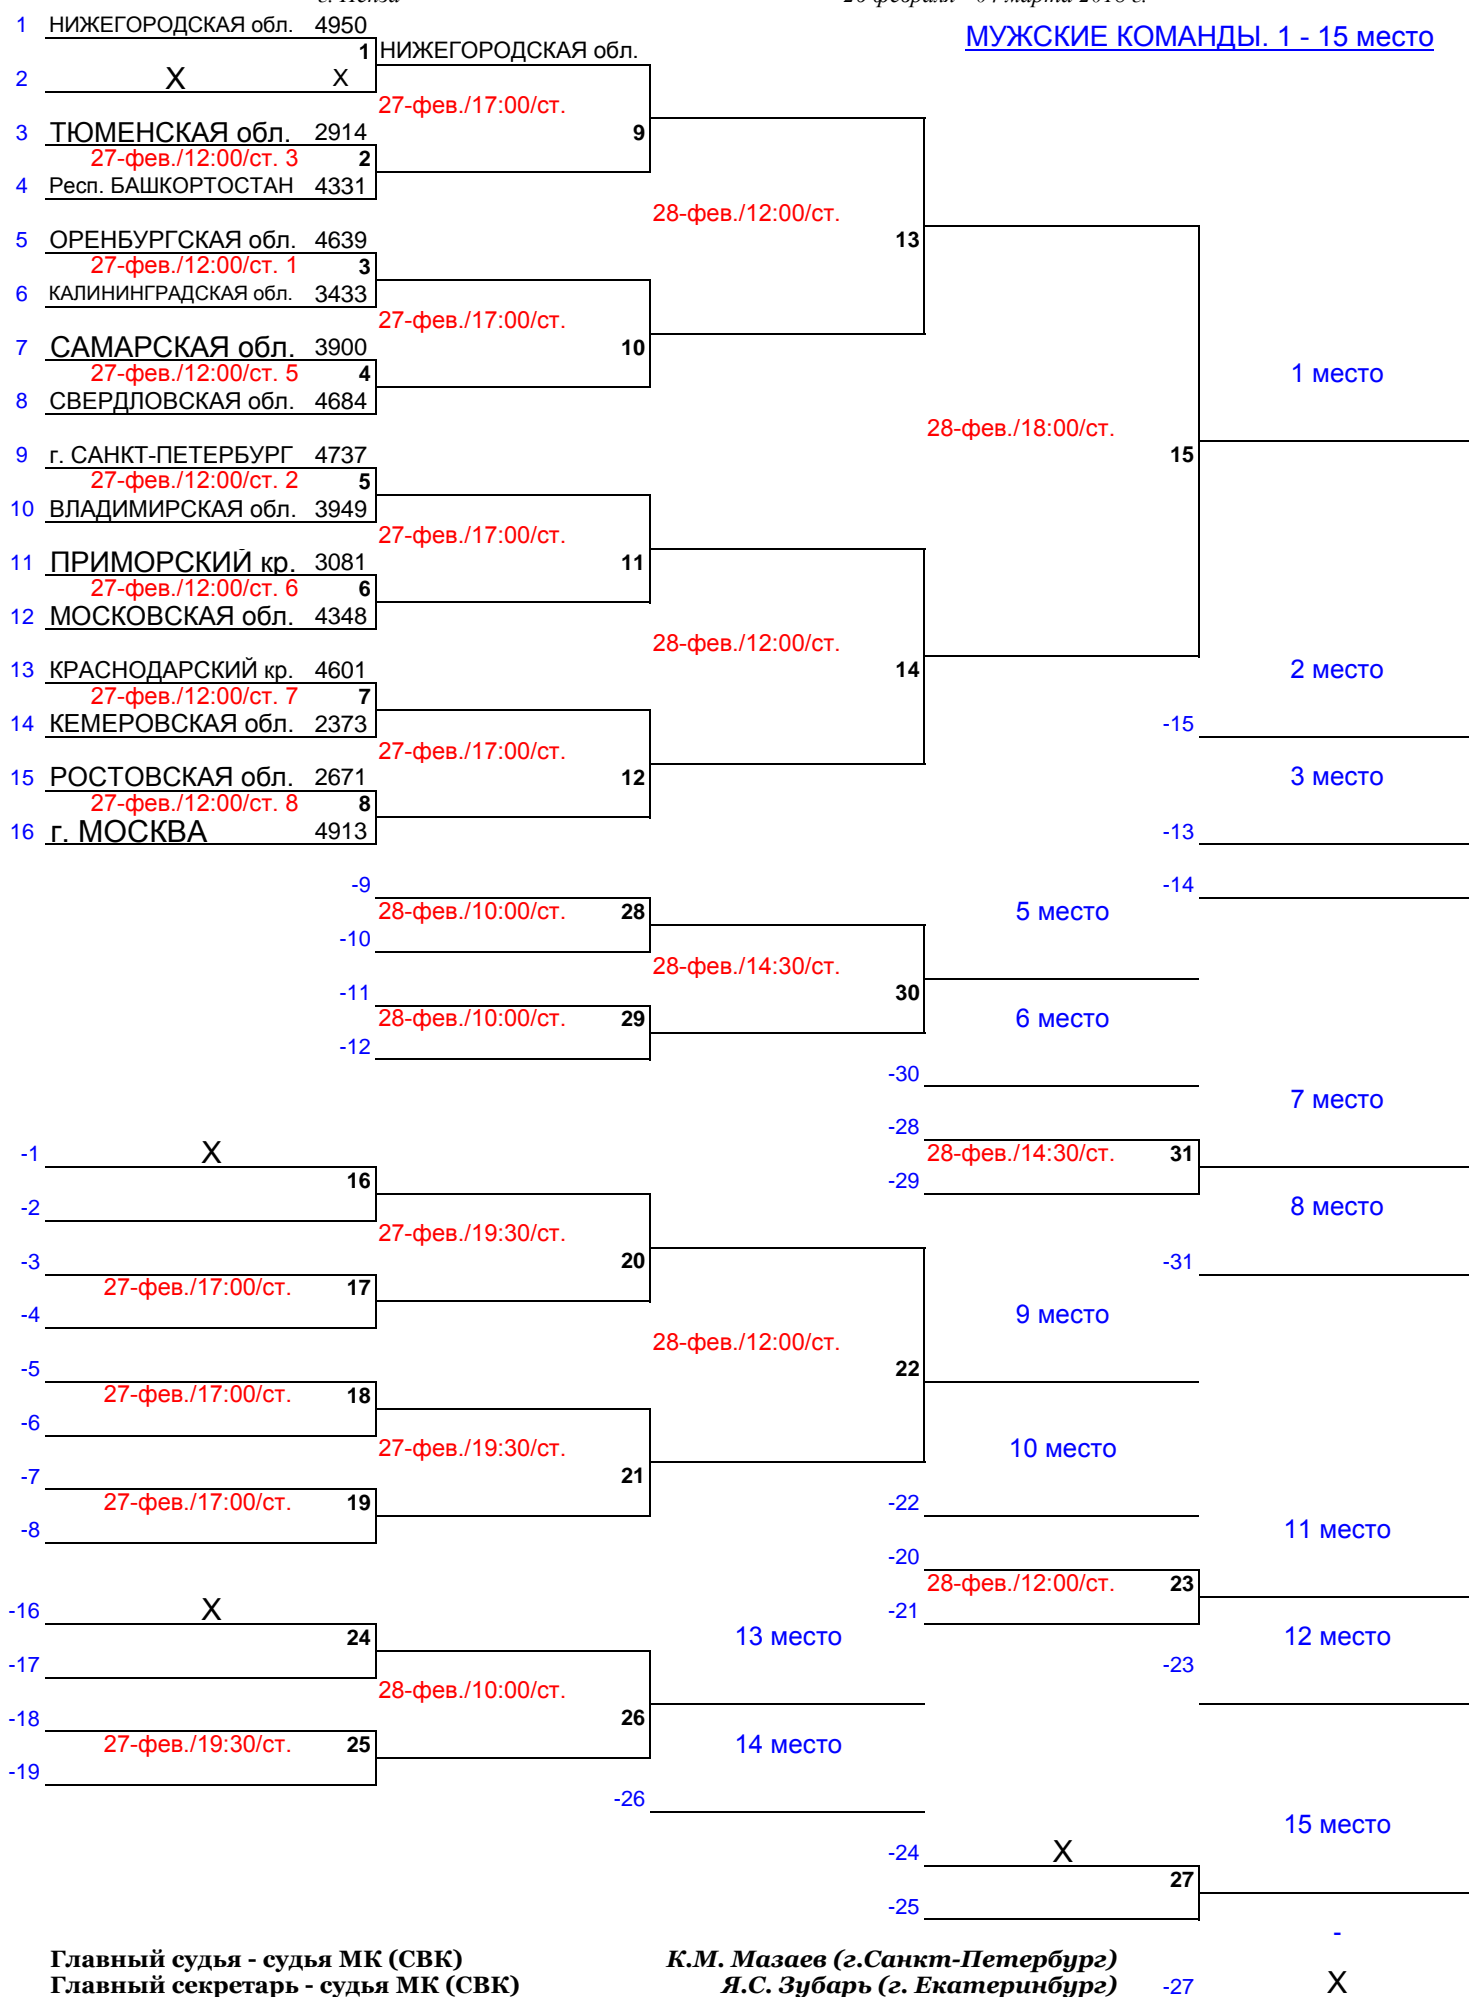 1 НИЖЕГОРОДСКАЯ обл. 4950
МУЖСКИЕ КОМАНДЫ. 1 - 15 место
1 НИЖЕГОРОДСКАЯ обл.
2 X X
27-фев./17:00/ст.
3 ТЮМЕНСКАЯ обл. 2914
9
27-фев./12:00/ст. 3 2
4 Респ. БАШКОРТОСТАН 4331
28-фев./12:00/ст.
5 ОРЕНБУРГСКАЯ обл. 4639
13
27-фев./12:00/ст. 1 3
6 КАЛИНИНГРАДСКАЯ обл. 3433
27-фев./17:00/ст.
7 САМАРСКАЯ обл. 3900
10
27-фев./12:00/ст. 5 4
1 место
8 СВЕРДЛОВСКАЯ обл. 4684
28-фев./18:00/ст.
9 г. САНКТ-ПЕТЕРБУРГ 4737
15
27-фев./12:00/ст. 2 5
10 ВЛАДИМИРСКАЯ обл. 3949
27-фев./17:00/ст.
11 ПРИМОРСКИЙ кр. 3081
11
27-фев./12:00/ст. 6 6
12 МОСКОВСКАЯ обл. 4348
28-фев./12:00/ст.
13 КРАСНОДАРСКИЙ кр. 4601
14
2 место
27-фев./12:00/ст. 7 7
14 КЕМЕРОВСКАЯ обл. 2373
-15
27-фев./17:00/ст.
15 РОСТОВСКАЯ обл. 2671
12
3 место
27-фев./12:00/ст. 8 8
16 г. МОСКВА 4913
-13
-9
-14
28-фев./10:00/ст. 28
5 место
-10
28-фев./14:30/ст.
-11
30
28-фев./10:00/ст. 29
6 место
-12
-30
7 место
-28
-1 X
28-фев./14:30/ст. 31
16
-29
-2
8 место
27-фев./19:30/ст.
-3
20
-31
27-фев./17:00/ст. 17
-4
9 место
28-фев./12:00/ст.
-5
22
27-фев./17:00/ст. 18
-6
27-фев./19:30/ст.
10 место
-7
21
27-фев./17:00/ст. 19
-22
-8
11 место
-20
28-фев./12:00/ст. 23
-16 X
-21
24
13 место
12 место
-17
-23
28-фев./10:00/ст.
-18
26
27-фев./19:30/ст. 25
14 место
-19
-26
15 место
-24 X
27
-25
-
Главный судья - судья МК (СВК) К.М. Мазаев (г.Санкт-Петербург)
Главный секретарь - судья МК (СВК) Я.С. Зубарь (г. Екатеринбург)
-27 X